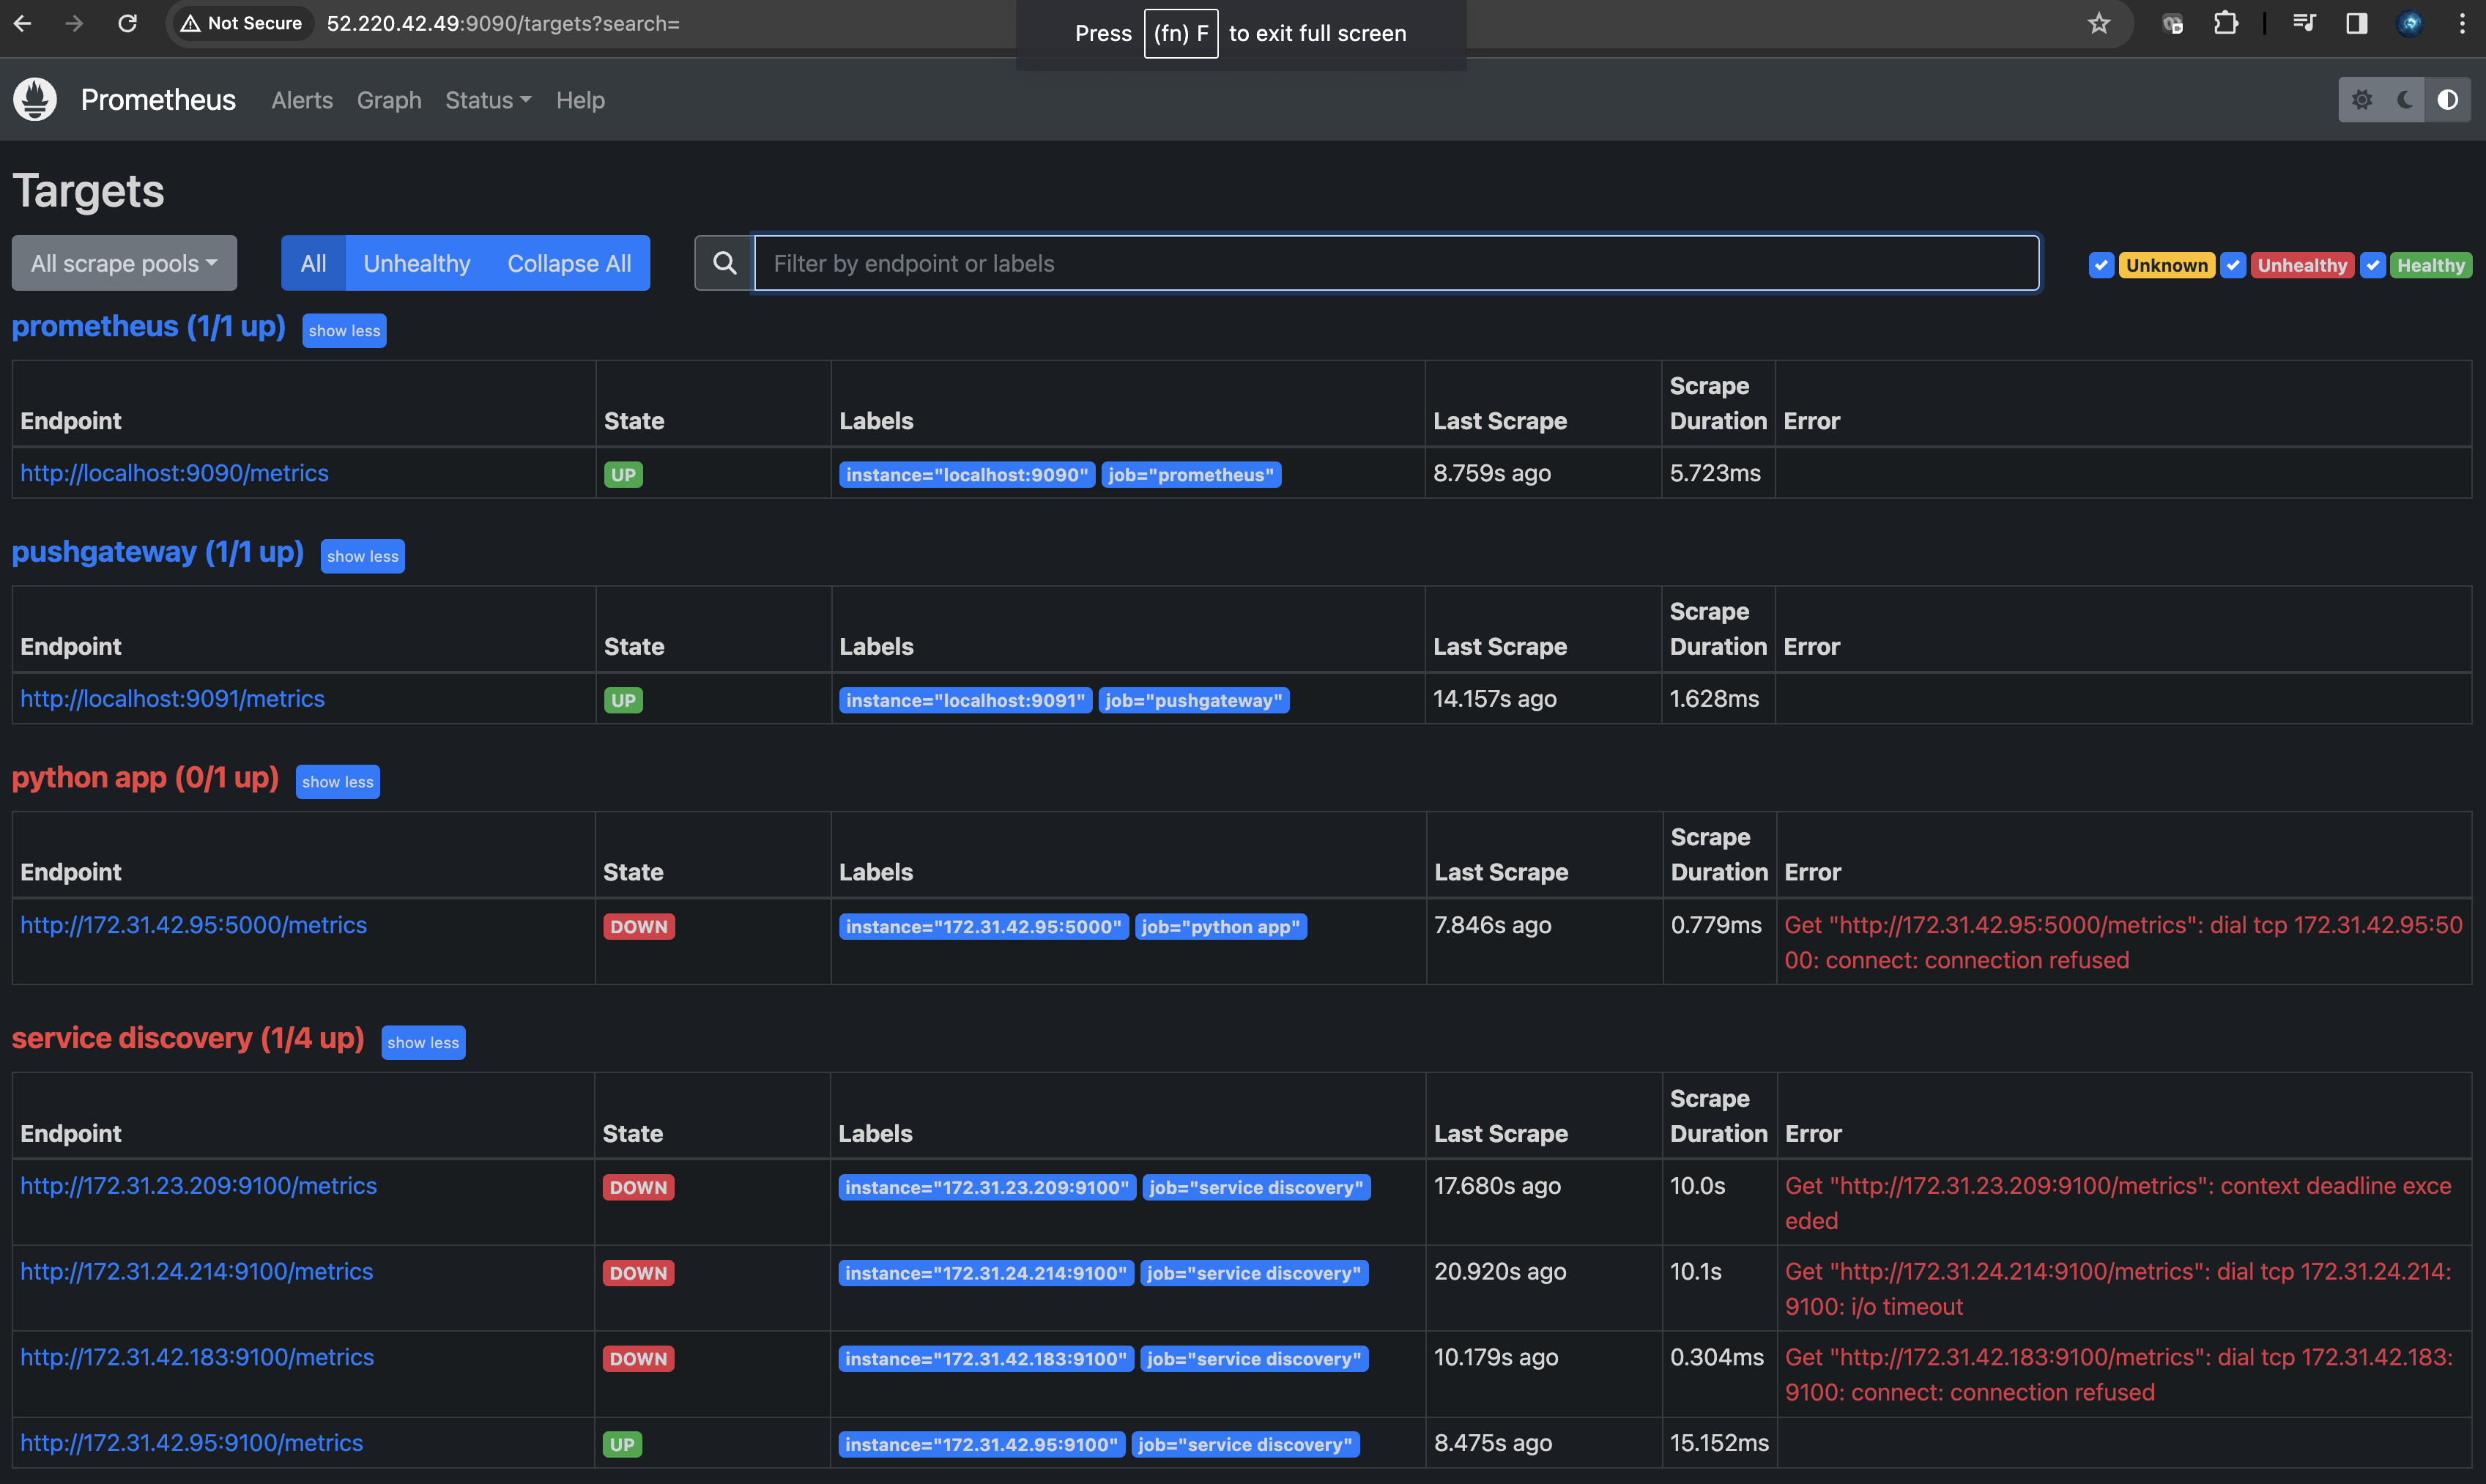 Not Secure 52.220.42.49:9090/targets?search=
Press (fn) F to exit full screen
Prometheus Alerts Graph Status Help
Targets
All scrape pools All Unhealthy Collapse All Filter by endpoint or labels Unknown Unhealthy Healthy
prometheus (1/1 up) show less
Scrape
Endpoint State Labels Last Scrape Duration Error
http://localhost:9090/metrics UP instance="localhost:9090" job="prometheus" 8.759s ago 5.723ms
pushgateway (1/1 up) show less
Scrape
Endpoint State Labels Last Scrape Duration Error
http://localhost:9091/metrics UP instance="localhost:9091" job="pushgateway" 14.157s ago 1.628ms
python app (0/1 up) show less
Scrape
Endpoint State Labels Last Scrape Duration Error
http://172.31.42.95:5000/metrics DOWN instance="172.31.42.95:5000" job="python app" 7.846s ago 0.779ms Get "http://172.31.42.95:5000/metrics": dial tcp 172.31.42.95:50
00: connect: connection refused
service discovery (1/4 up) show less
Scrape
Endpoint State Labels Last Scrape Duration Error
http://172.31.23.209:9100/metrics DOWN instance="172.31.23.209:9100" job="service discovery" 17.680s ago 10.0s Get "http://172.31.23.209:9100/metrics": context deadline exce
eded
http://172.31.24.214:9100/metrics DOWN instance="172.31.24.214:9100" job="service discovery" 20.920s ago 10.1s Get "http://172.31.24.214:9100/metrics": dial tcp 172.31.24.214:
9100: i/o timeout
http://172.31.42.183:9100/metrics DOWN instance="172.31.42.183:9100" job="service discovery" 10.179s ago 0.304ms Get "http://172.31.42.183:9100/metrics": dial tcp 172.31.42.183:
9100: connect: connection refused
http://172.31.42.95:9100/metrics UP instance="172.31.42.95:9100" job="service discovery" 8.475s ago 15.152ms